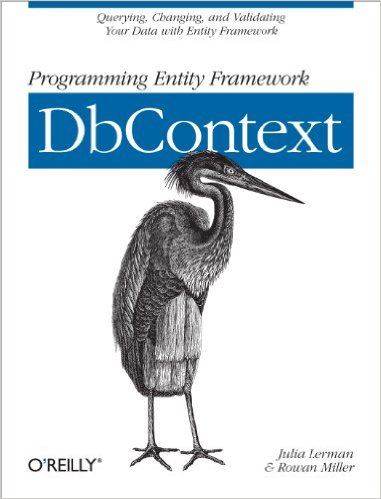 Querying, Changing, and Validating
Your Data with Entity Framework
Programming Entity Framework
DbContext
Julia Lerman
& Rowan Miller
O'REILLY®